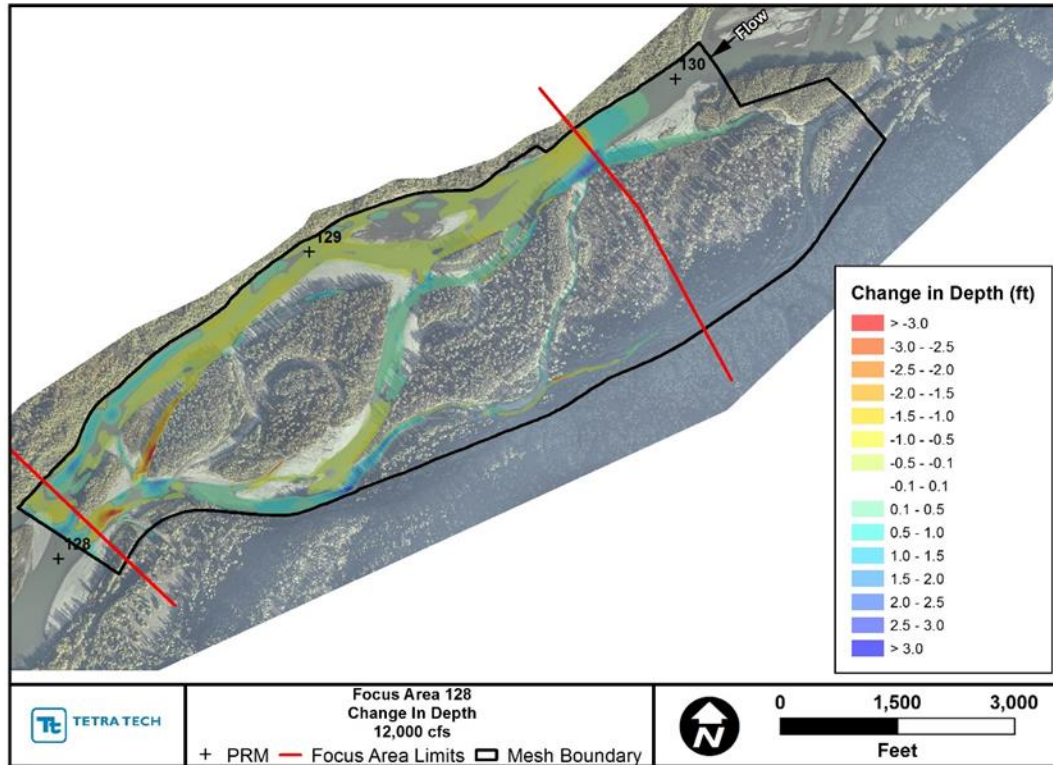 Flow
130
129
128
Change in Depth (ft)
> -3.0
-3.0 - -2.5
-2.5 - -2.0
-2.0 - -1.5
-1.5 - -1.0
-1.0 - -0.5
-0.5 - -0.1
-0.1 - 0.1
0.1 - 0.5
0.5 - 1.0
1.0 - 1.5
1.5 - 2.0
2.0 - 2.5
2.5 - 3.0
> 3.0
Tt TETRA TECH
Focus Area 128
Change In Depth
12,000 cfs
+ PRM — Focus Area Limits Mesh Boundary
N
0 1,500 3,000
Feet